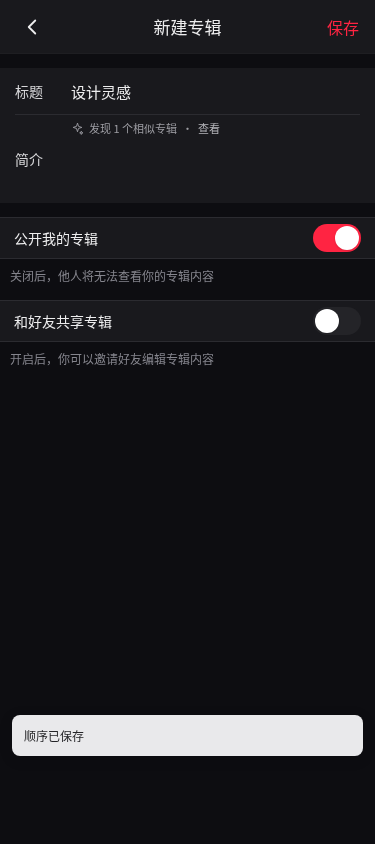 新建专辑
保存
标题 设计灵感
发现 1 个相似专辑 · 查看
简介
公开我的专辑
关闭后，他人将无法查看你的专辑内容
和好友共享专辑
开启后，你可以邀请好友编辑专辑内容
顺序已保存